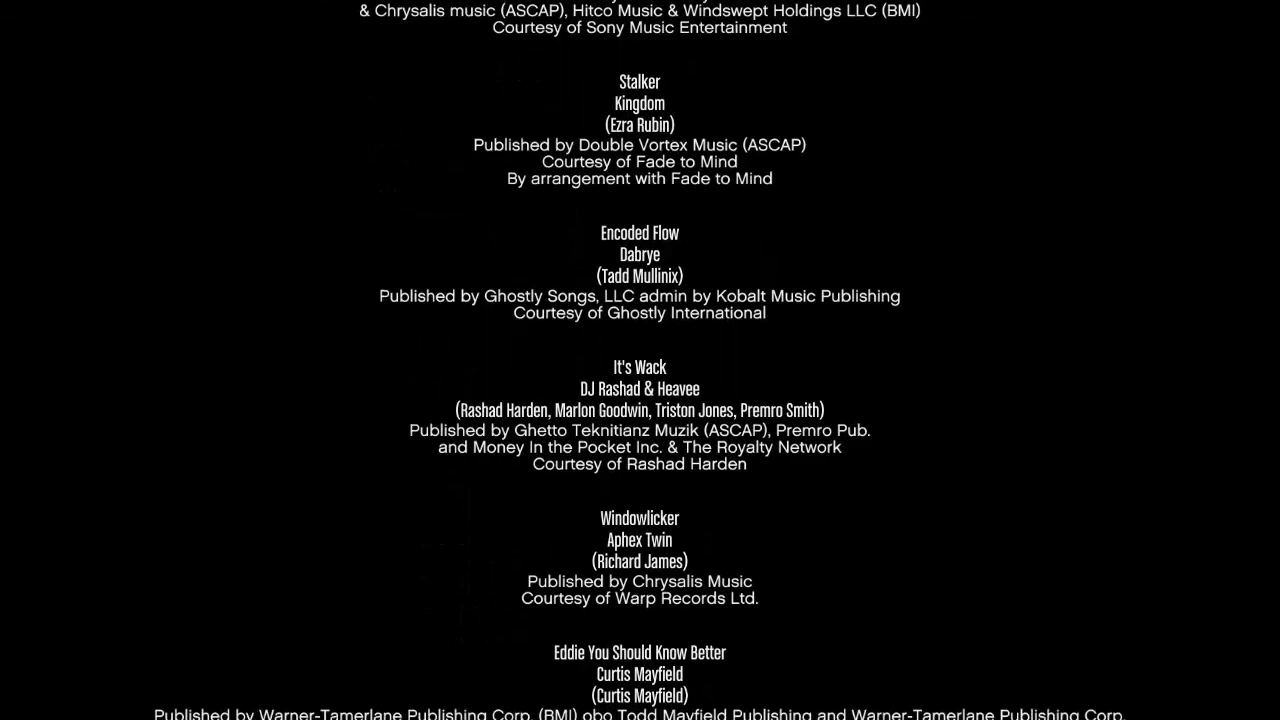 & Chrysalis music (ASCAP), Hitco Music & Windswept Holdings LLC (BMI)
Courtesy of Sony Music Entertainment
Stalker
Kingdom
(Ezra Rubin)
Published by Double Vortex Music (ASCAP)
Courtesy of Fade to Mind
By arrangement with Fade to Mind
Encoded Flow
Dabrye
(Tadd Mullinix)
Published by Ghostly Songs, LLC admin by Kobalt Music Publishing
Courtesy of Ghostly International
It's Wack
DJ Rashad & Heavee
(Rashad Harden, Marlon Goodwin, Triston Jones, Premro Smith)
Published by Ghetto Teknitianz Muzik (ASCAP), Premro Pub.
and Money In the Pocket Inc. & The Royalty Network
Courtesy of Rashad Harden
Windowlicker
Aphex Twin
(Richard James)
Published by Chrysalis Music
Courtesy of Warp Records Ltd.
Eddie You Should Know Better
Curtis Mayfield
(Curtis Mayfield)
Published by Warner-Tamerlane Publishing Corp. (BMI) obo Todd Mayfield Publishing and Warner-Tamerlane Publishing Corp.